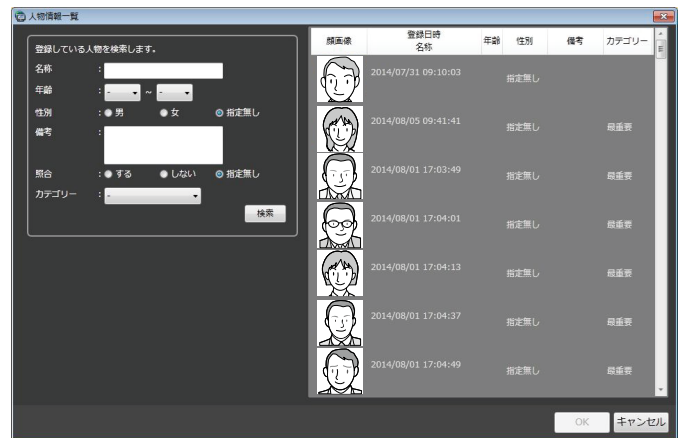 人物情報一覧
登録している人物を検索します。
名称 :
年齢 : - ~ -
性別 : 男 女 指定無し
備考 :
照合 : する しない 指定無し
カテゴリー : -
検索
顔画像 登録日時 名称 年齢 性別 備考 カテゴリー
2014/07/31 09:10:03
指定無し
2014/08/05 09:41:41
指定無し 最重要
2014/08/01 17:03:49
指定無し 最重要
2014/08/01 17:04:01
指定無し 最重要
2014/08/01 17:04:13
指定無し 最重要
2014/08/01 17:04:37
指定無し 最重要
2014/08/01 17:04:49
指定無し 最重要
OK キャンセル